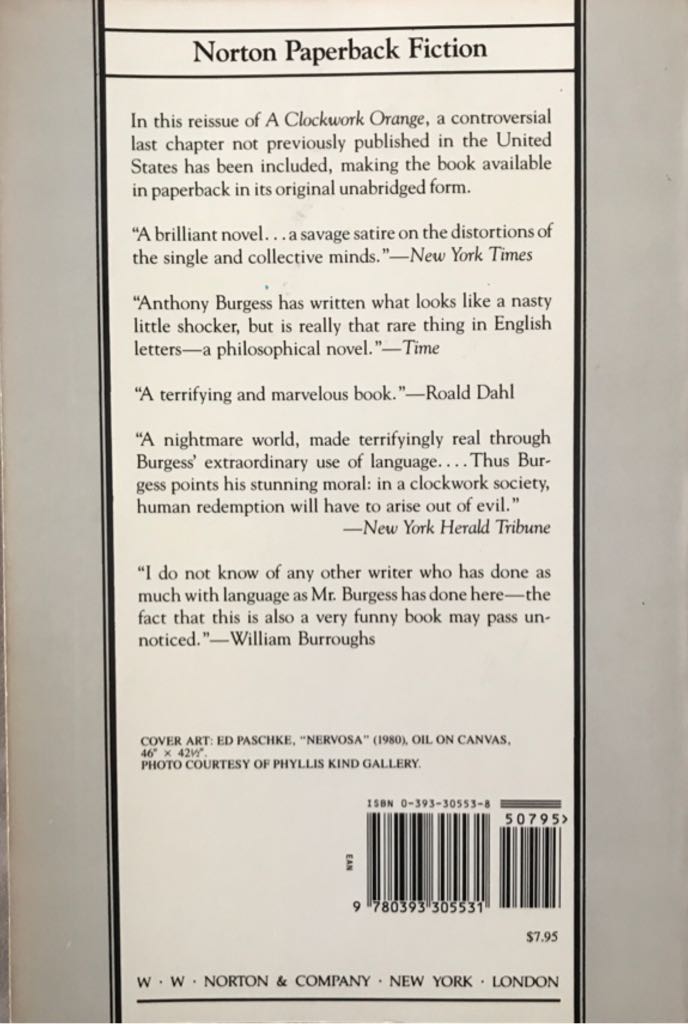 Norton Paperback Fiction
In this reissue of A Clockwork Orange, a controversial
last chapter not previously published in the United
States has been included, making the book available
in paperback in its original unabridged form.
“A brilliant novel. . . a savage satire on the distortions of
the single and collective minds.”—New York Times
“Anthony Burgess has written what looks like a nasty
little shocker, but is really that rare thing in English
letters—a philosophical novel.”—Time
“A terrifying and marvelous book.”—Roald Dahl
“A nightmare world, made terrifyingly real through
Burgess’ extraordinary use of language. . . . Thus Bur-
gess points his stunning moral: in a clockwork society,
human redemption will have to arise out of evil.”
—New York Herald Tribune
“I do not know of any other writer who has done as
much with language as Mr. Burgess has done here—the
fact that this is also a very funny book may pass un-
noticed.”—William Burroughs
COVER ART: ED PASCHKE, “NERVOSA” (1980), OIL ON CANVAS,
46" × 42½".
PHOTO COURTESY OF PHYLLIS KIND GALLERY.
ISBN 0-393-30553-8
50795>
EAN
9 780393 305531
$7.95
W · W · NORTON & COMPANY · NEW YORK · LONDON